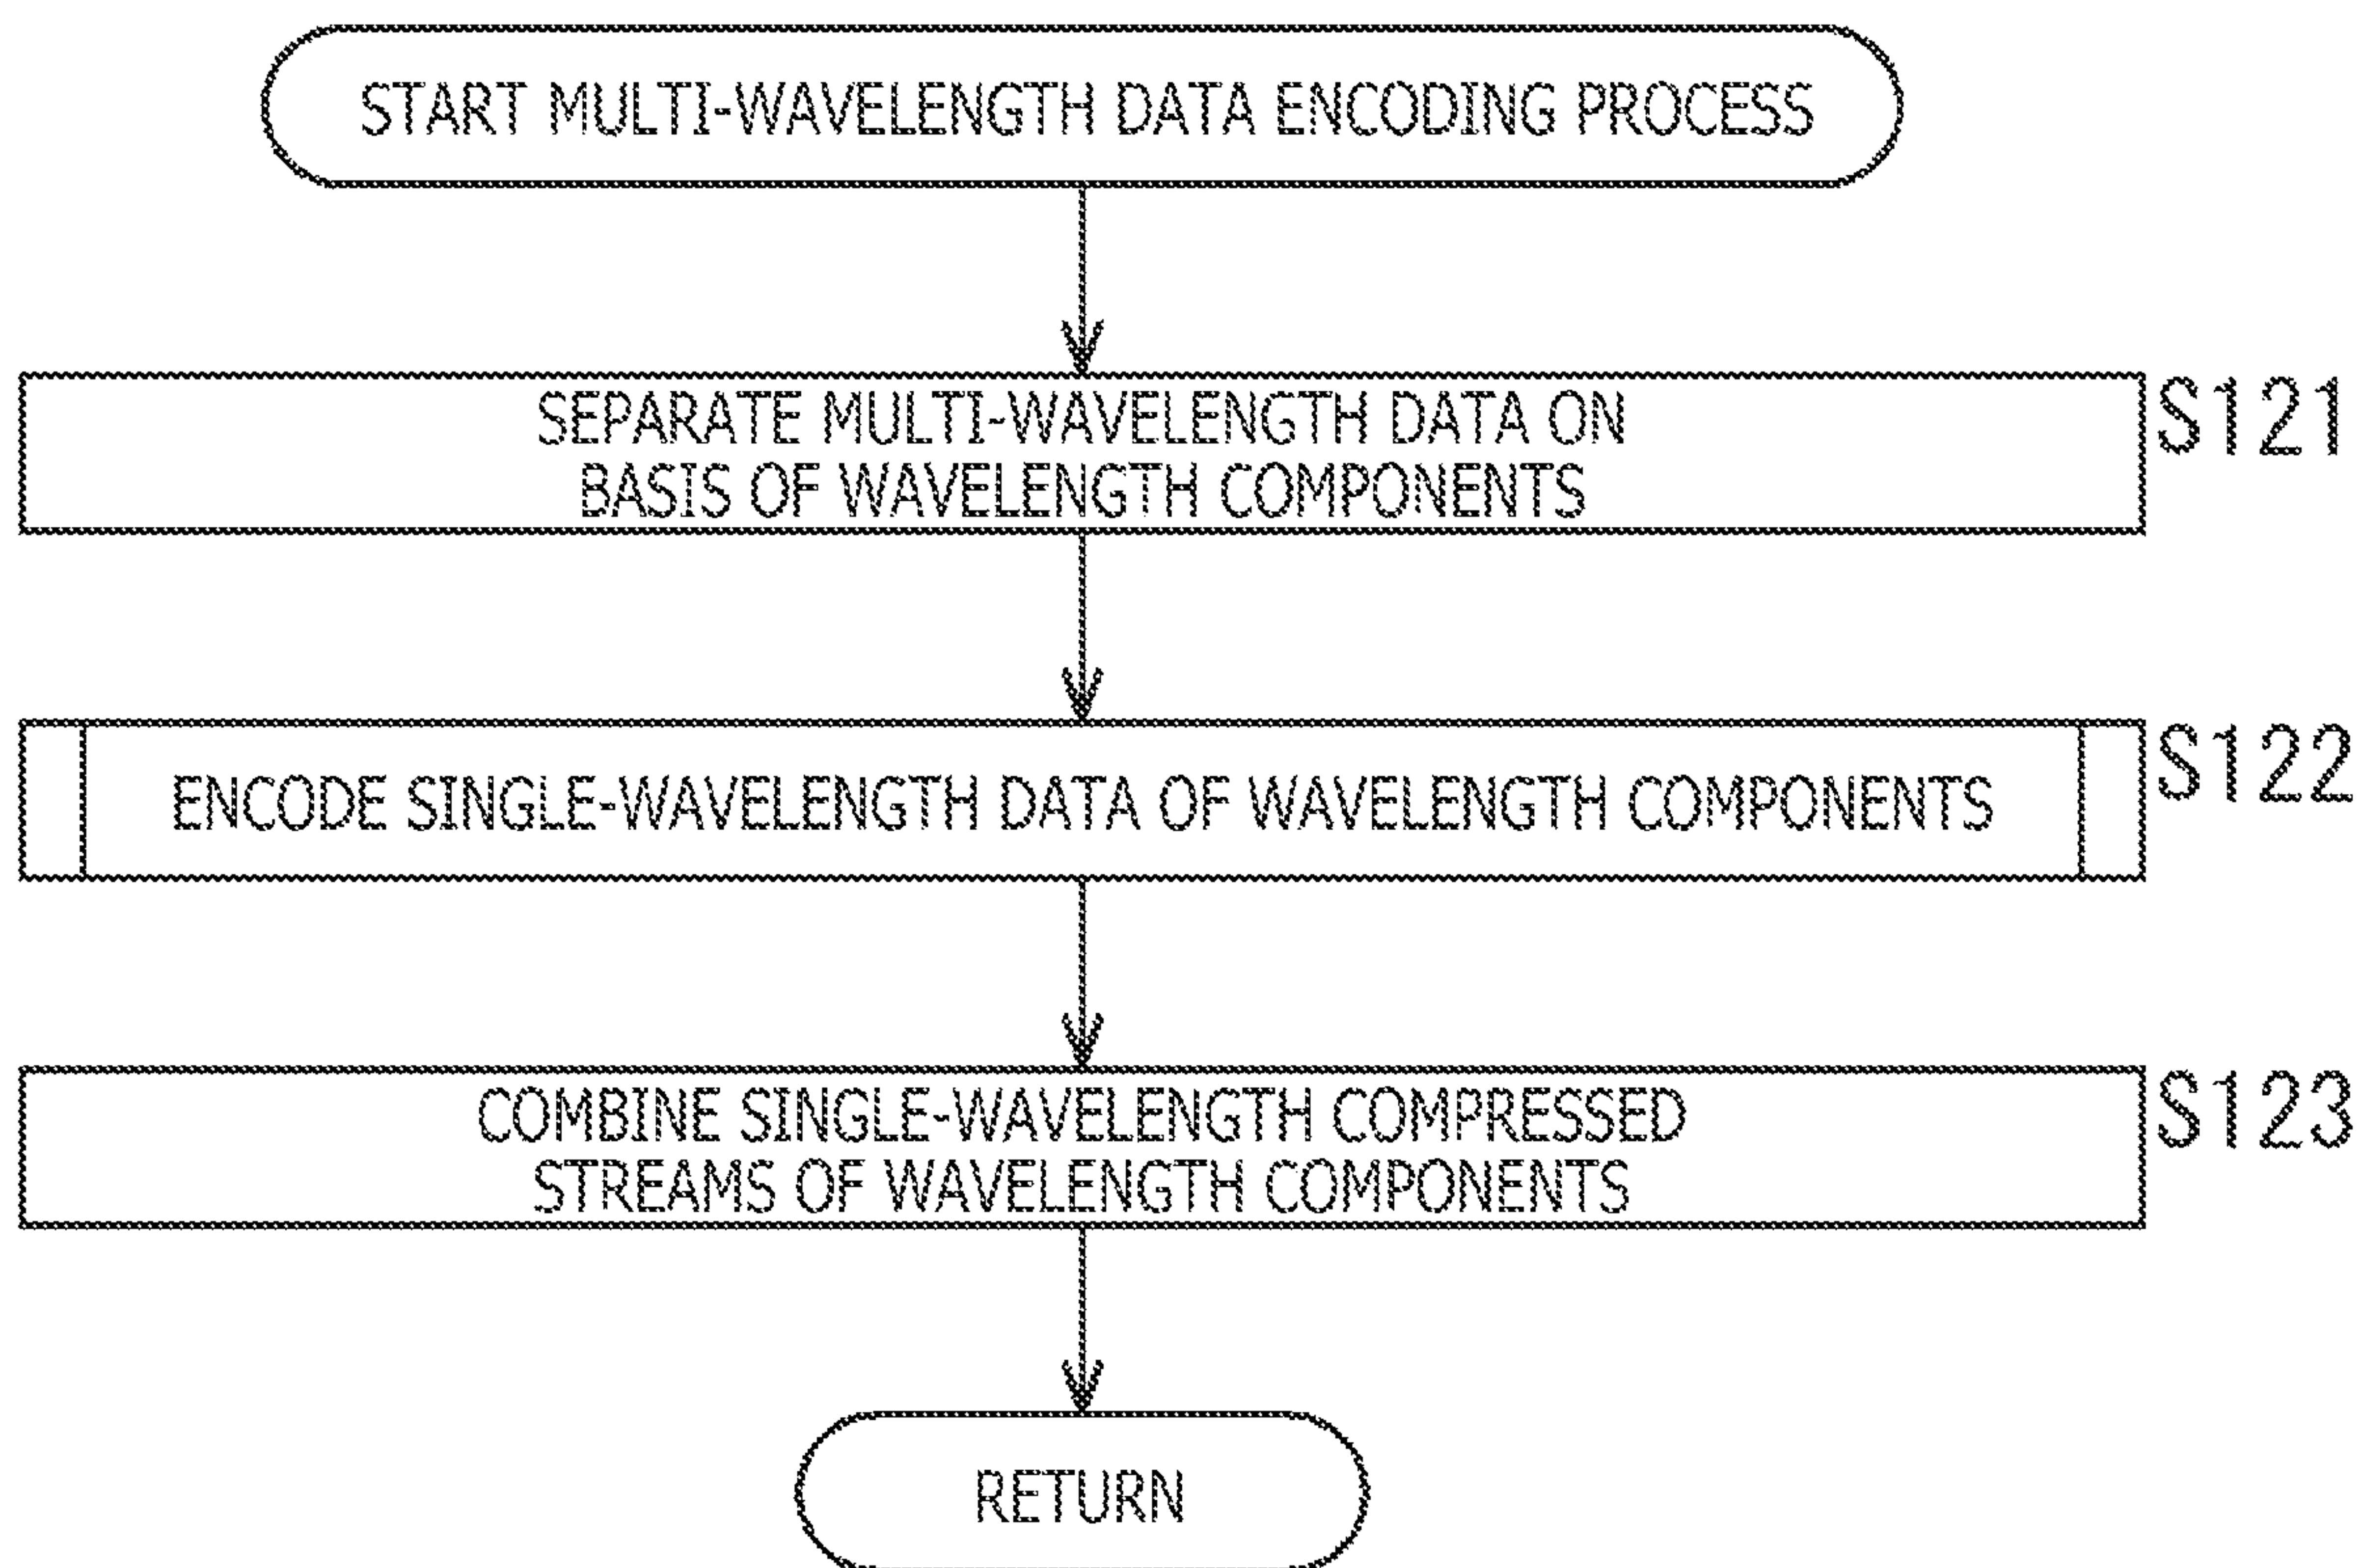 START MULTI-WAVELENGTH DATA ENCODING PROCESS
SEPARATE MULTI-WAVELENGTH DATA ON
BASIS OF WAVELENGTH COMPONENTS
S121
ENCODE SINGLE-WAVELENGTH DATA OF WAVELENGTH COMPONENTS
S122
COMBINE SINGLE-WAVELENGTH COMPRESSED
STREAMS OF WAVELENGTH COMPONENTS
S123
RETURN